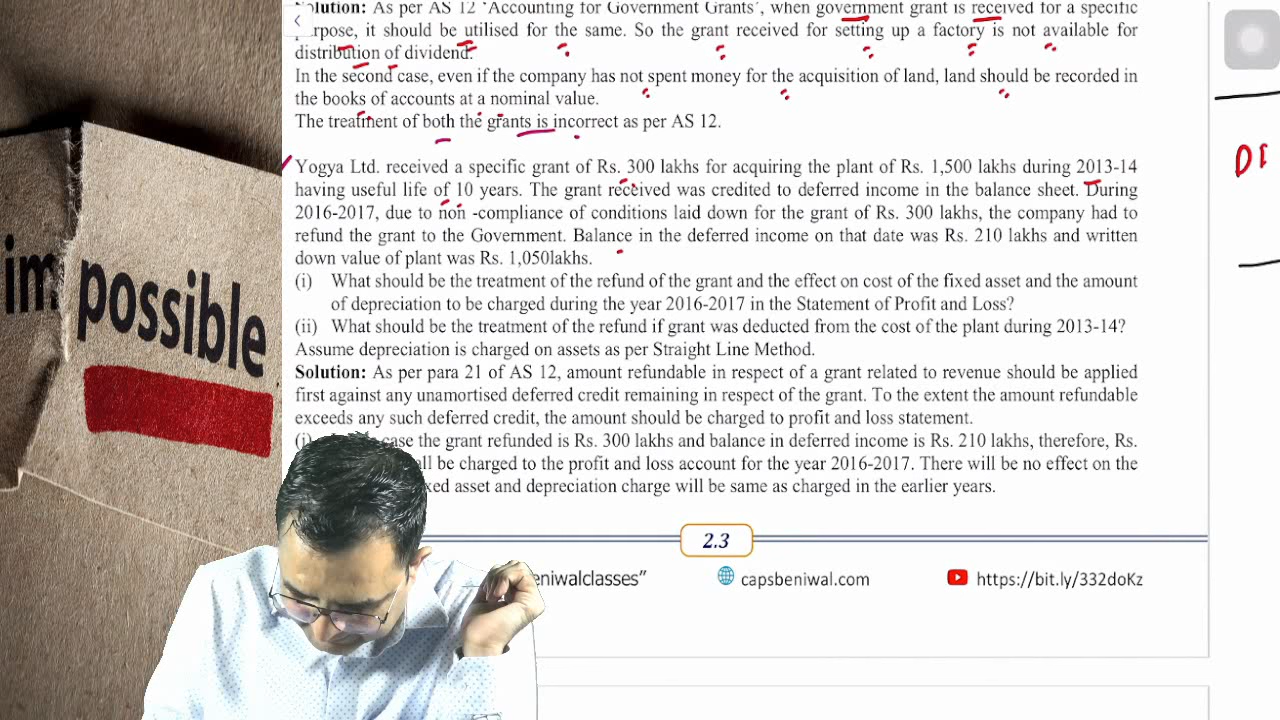 Solution: As per AS 12 'Accounting for Government Grants', when government grant is received for a specific
purpose, it should be utilised for the same. So the grant received for setting up a factory is not available for
distribution of dividend.
In the second case, even if the company has not spent money for the acquisition of land, land should be recorded in
the books of accounts at a nominal value.
The treatment of both the grants is incorrect as per AS 12.
Yogya Ltd. received a specific grant of Rs. 300 lakhs for acquiring the plant of Rs. 1,500 lakhs during 2013-14
having useful life of 10 years. The grant received was credited to deferred income in the balance sheet. During
2016-2017, due to non -compliance of conditions laid down for the grant of Rs. 300 lakhs, the company had to
refund the grant to the Government. Balance in the deferred income on that date was Rs. 210 lakhs and written
down value of plant was Rs. 1,050lakhs.
(i) What should be the treatment of the refund of the grant and the effect on cost of the fixed asset and the amount
of depreciation to be charged during the year 2016-2017 in the Statement of Profit and Loss?
(ii) What should be the treatment of the refund if grant was deducted from the cost of the plant during 2013-14?
Assume depreciation is charged on assets as per Straight Line Method.
Solution: As per para 21 of AS 12, amount refundable in respect of a grant related to revenue should be applied
first against any unamortised deferred credit remaining in respect of the grant. To the extent the amount refundable
exceeds any such deferred credit, the amount should be charged to profit and loss statement.
(i) case the grant refunded is Rs. 300 lakhs and balance in deferred income is Rs. 210 lakhs, therefore, Rs.
be charged to the profit and loss account for the year 2016-2017. There will be no effect on the
asset and depreciation charge will be same as charged in the earlier years.
2.3
eniwalclasses"
capsbeniwal.com
https://bit.ly/332doKz
impossible